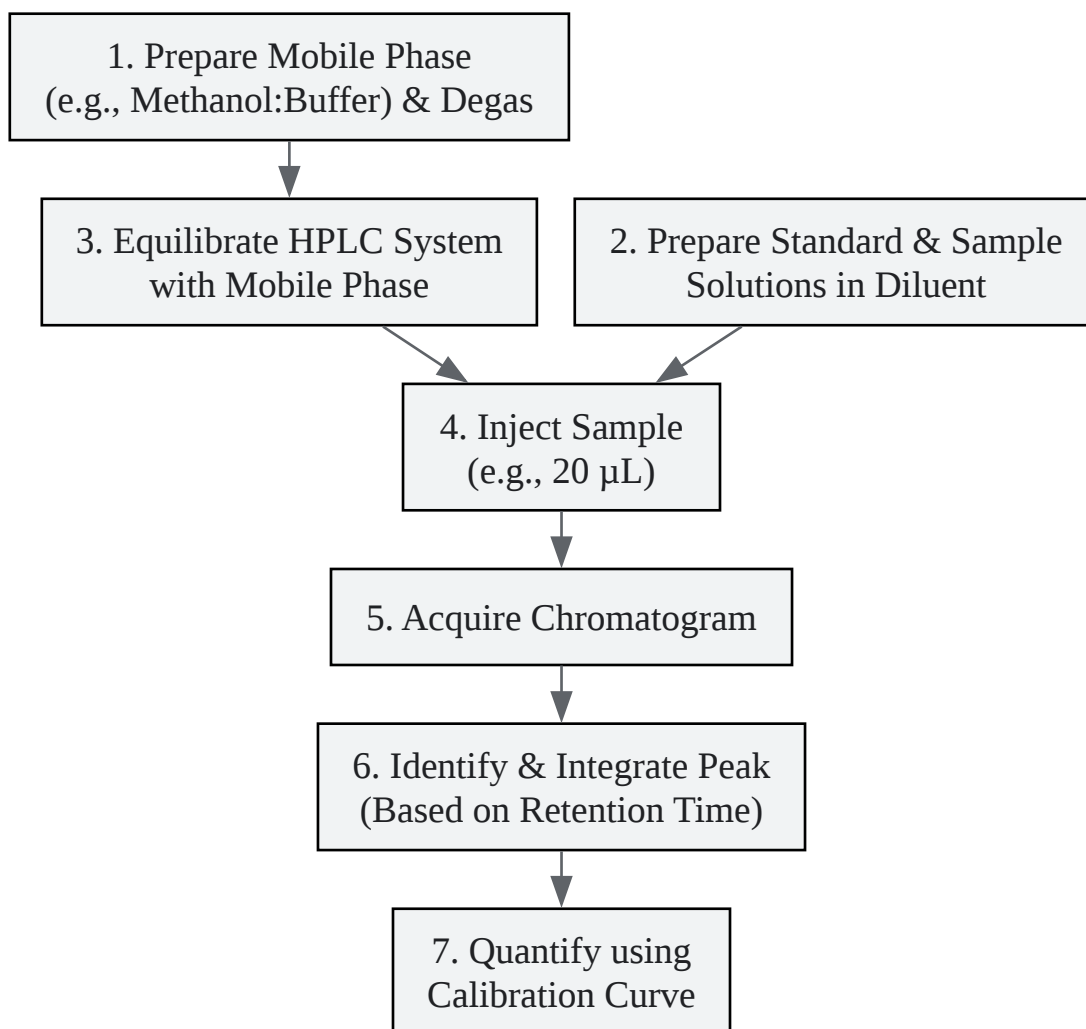 1. Prepare Mobile Phase
(e.g., Methanol:Buffer) & Degas
3. Equilibrate HPLC System
with Mobile Phase
2. Prepare Standard & Sample
Solutions in Diluent
4. Inject Sample
(e.g., 20 µL)
5. Acquire Chromatogram
6. Identify & Integrate Peak
(Based on Retention Time)
7. Quantify using
Calibration Curve